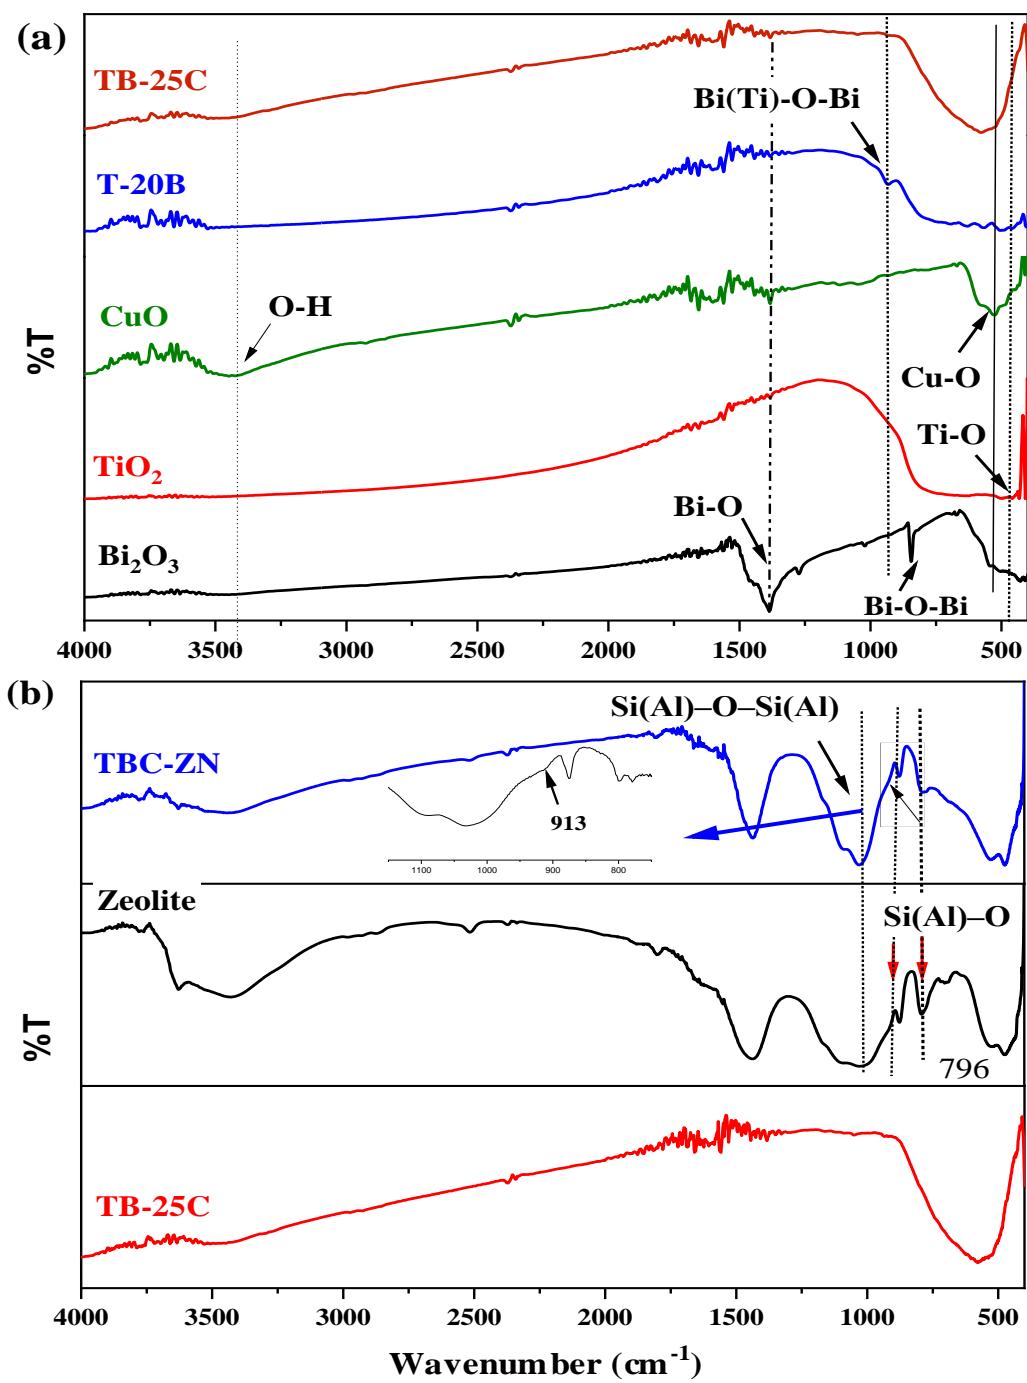 (a)
TB-25C
Bi(Ti)-O-Bi
T-20B
O-H
CuO
%T
Cu-O
Ti-O
TiO₂
Bi-O
Bi₂O₃
Bi-O-Bi
4000 3500 3000 2500 2000 1500 1000 500
(b)
Si(Al)–O–Si(Al)
TBC-ZN
913
1100 1000 900 800
Zeolite
Si(Al)–O
%T
796
TB-25C
4000 3500 3000 2500 2000 1500 1000 500
Wavenumber (cm⁻¹)